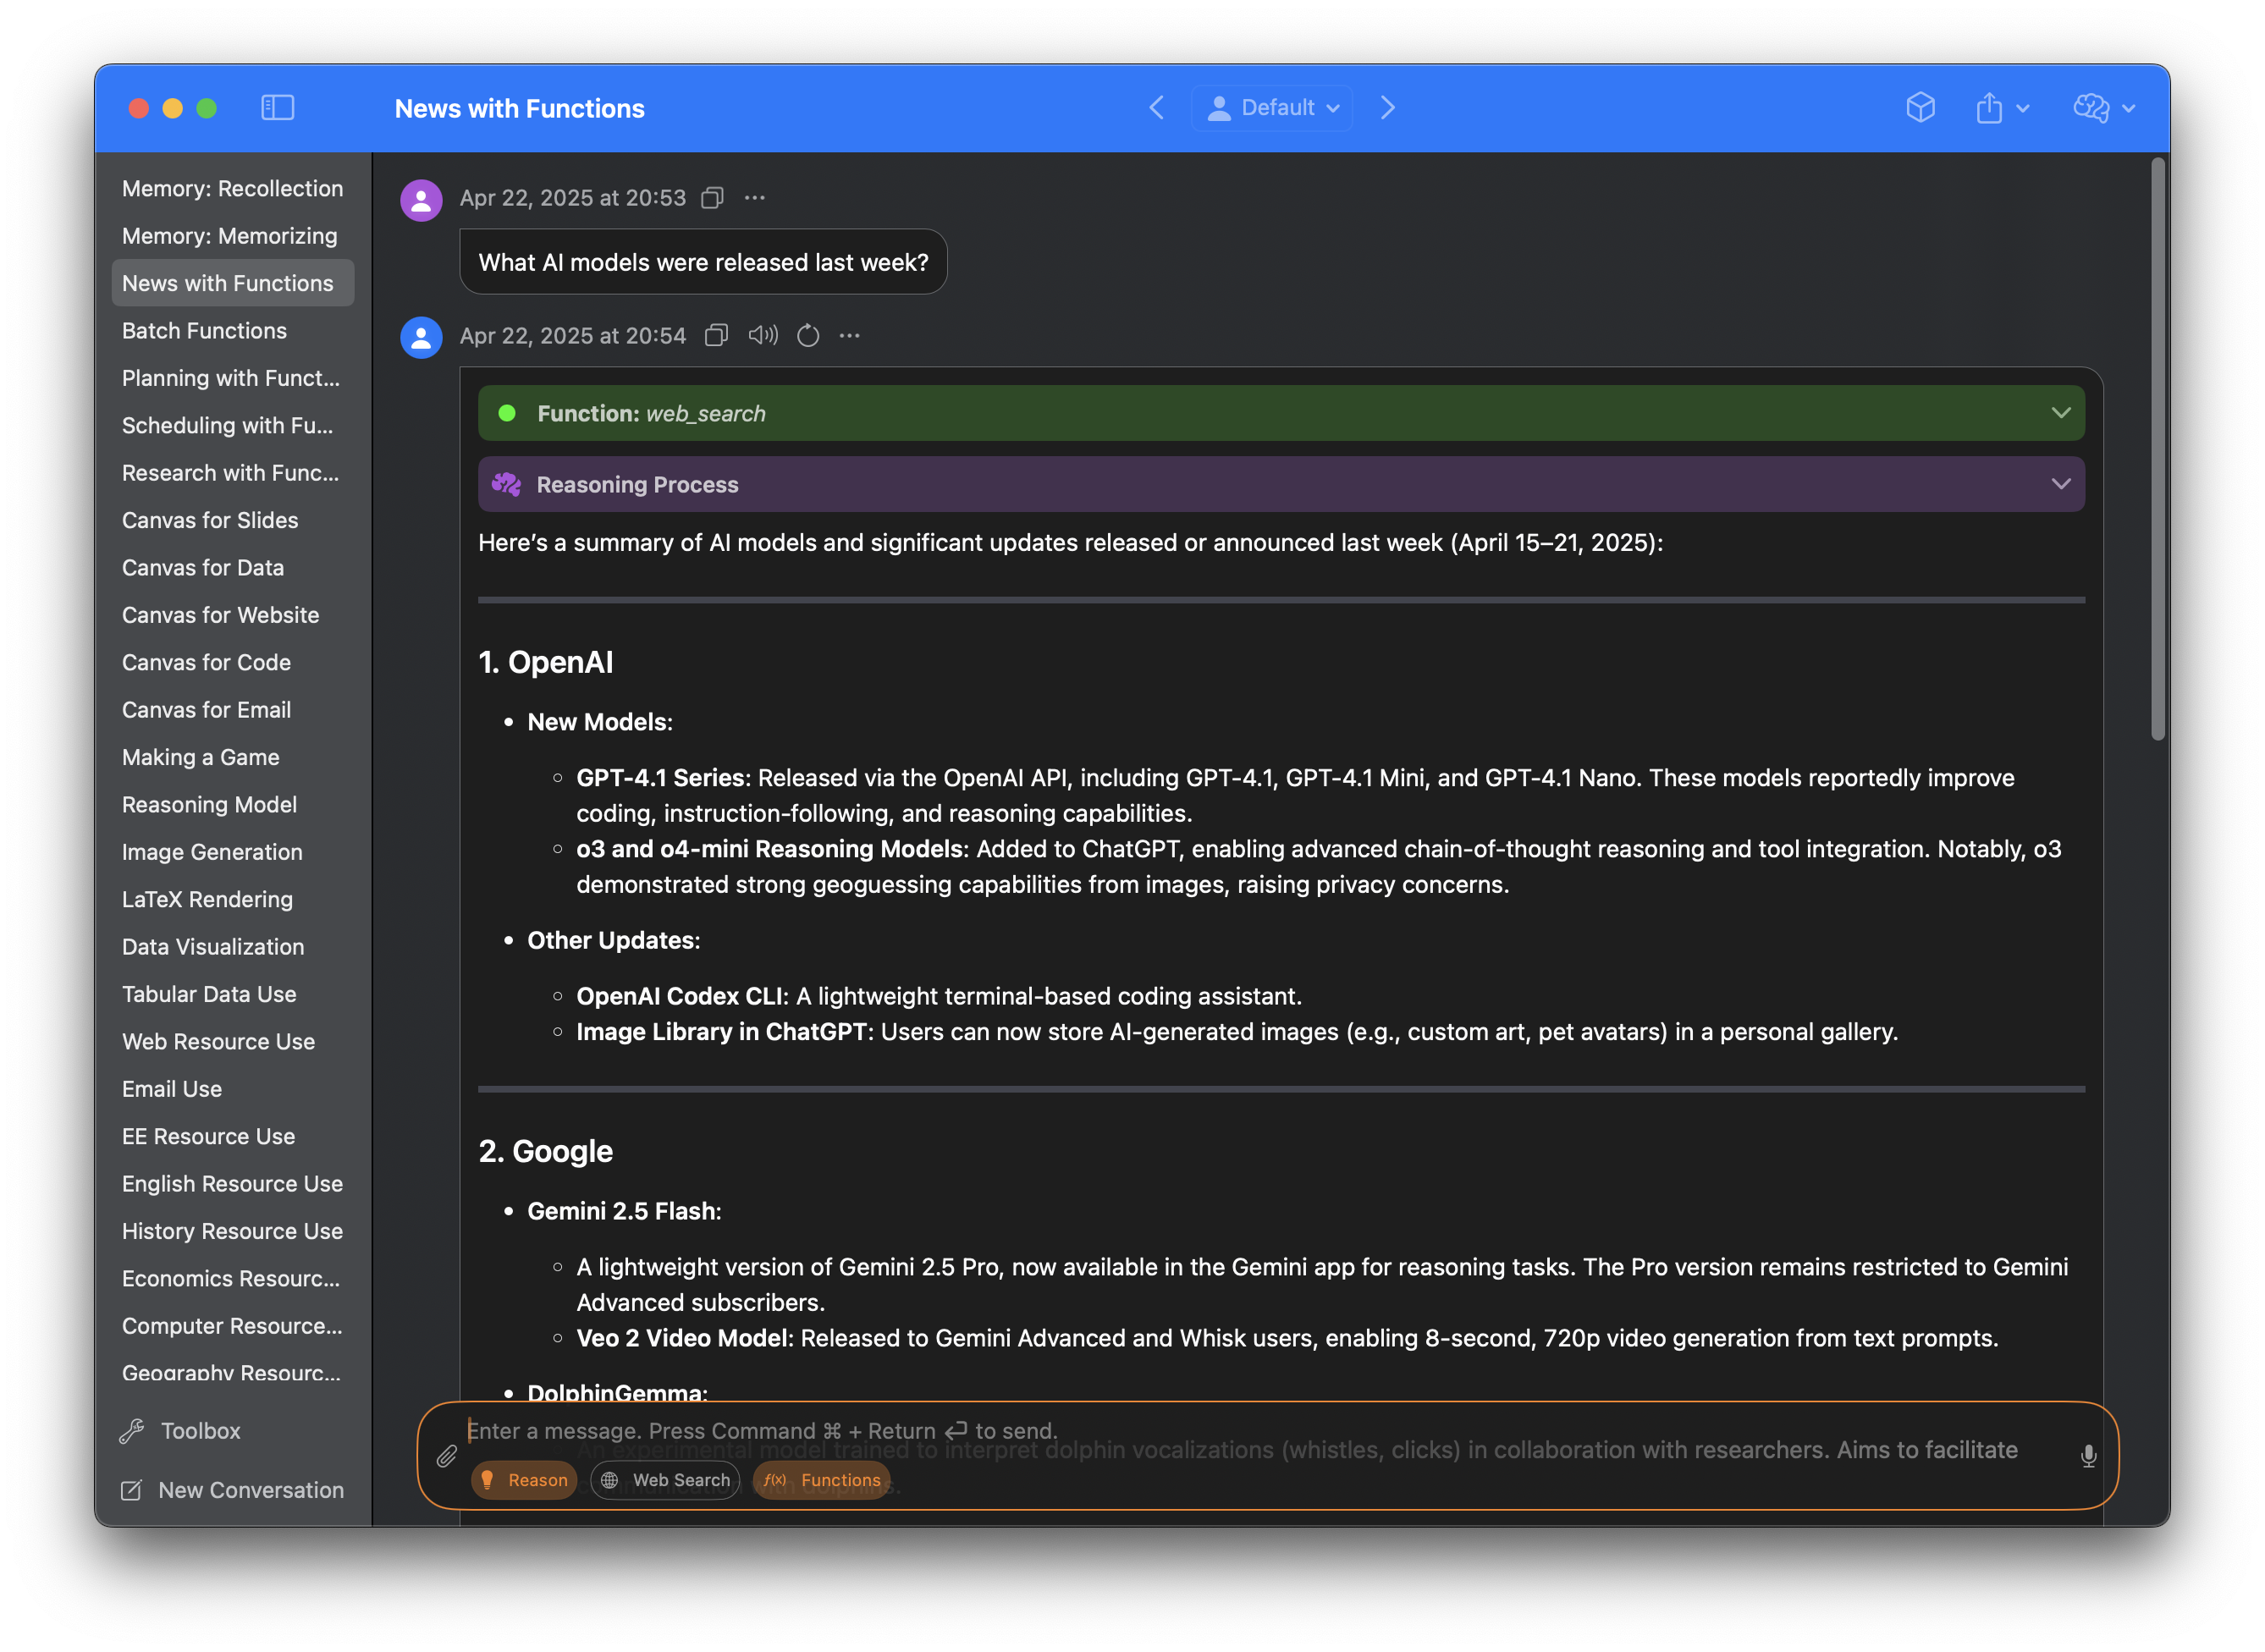 News with Functions
Default
Memory: Recollection
Memory: Memorizing
News with Functions
Batch Functions
Planning with Funct...
Scheduling with Fu...
Research with Func...
Canvas for Slides
Canvas for Data
Canvas for Website
Canvas for Code
Canvas for Email
Making a Game
Reasoning Model
Image Generation
LaTeX Rendering
Data Visualization
Tabular Data Use
Web Resource Use
Email Use
EE Resource Use
English Resource Use
History Resource Use
Economics Resourc...
Computer Resource...
Geography Resourc...
Toolbox
New Conversation
Apr 22, 2025 at 20:53
What AI models were released last week?
Apr 22, 2025 at 20:54
Function: web_search
Reasoning Process
Here’s a summary of AI models and significant updates released or announced last week (April 15–21, 2025):
1. OpenAI
• New Models:
◦ GPT-4.1 Series: Released via the OpenAI API, including GPT-4.1, GPT-4.1 Mini, and GPT-4.1 Nano. These models reportedly improve
coding, instruction-following, and reasoning capabilities.
◦ o3 and o4-mini Reasoning Models: Added to ChatGPT, enabling advanced chain-of-thought reasoning and tool integration. Notably, o3
demonstrated strong geoguessing capabilities from images, raising privacy concerns.
• Other Updates:
◦ OpenAI Codex CLI: A lightweight terminal-based coding assistant.
◦ Image Library in ChatGPT: Users can now store AI-generated images (e.g., custom art, pet avatars) in a personal gallery.
2. Google
• Gemini 2.5 Flash:
◦ A lightweight version of Gemini 2.5 Pro, now available in the Gemini app for reasoning tasks. The Pro version remains restricted to Gemini
Advanced subscribers.
◦ Veo 2 Video Model: Released to Gemini Advanced and Whisk users, enabling 8-second, 720p video generation from text prompts.
• DolphinGemma:
Enter a message. Press Command ⌘ + Return ↩ to send.
◦ An experimental model trained to interpret dolphin vocalizations (whistles, clicks) in collaboration with researchers. Aims to facilitate
with dolphins.
Reason
Web Search
f(x) Functions